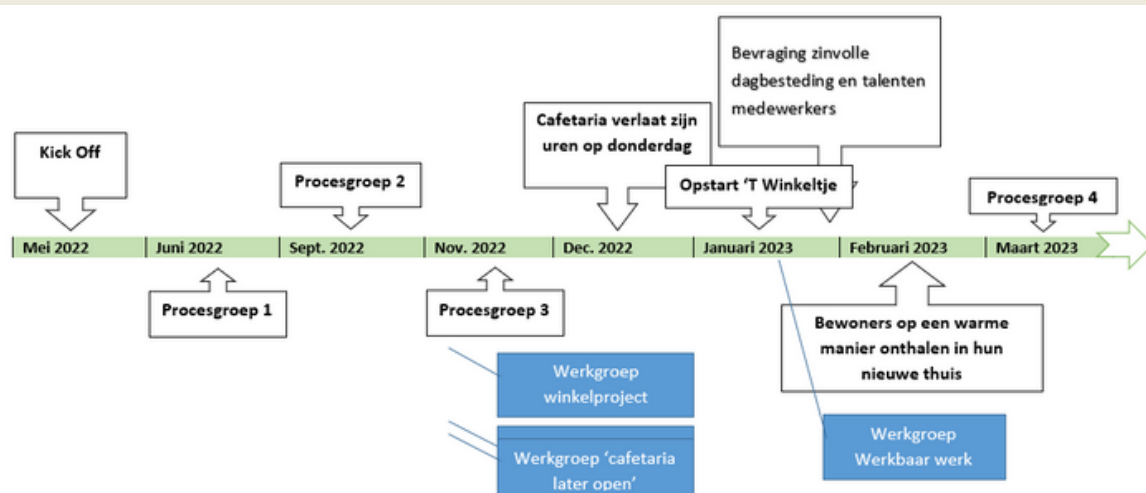 Bevraging zinvolle
dagbesteding en talenten
medewerkers
Cafetaria verlaat zijn
uren op donderdag
Kick Off
Procesgroep 2
Opstart ‘T Winkeltje
Procesgroep 4
Mei 2022
Juni 2022
Sept. 2022
Nov. 2022
Dec. 2022
Januari 2023
Februari 2023
Maart 2023
Procesgroep 1
Procesgroep 3
Bewoners op een warme
manier onthalen in hun
nieuwe thuis
Werkgroep
winkelproject
Werkgroep ‘cafetaria
later open’
Werkgroep
Werkbaar werk